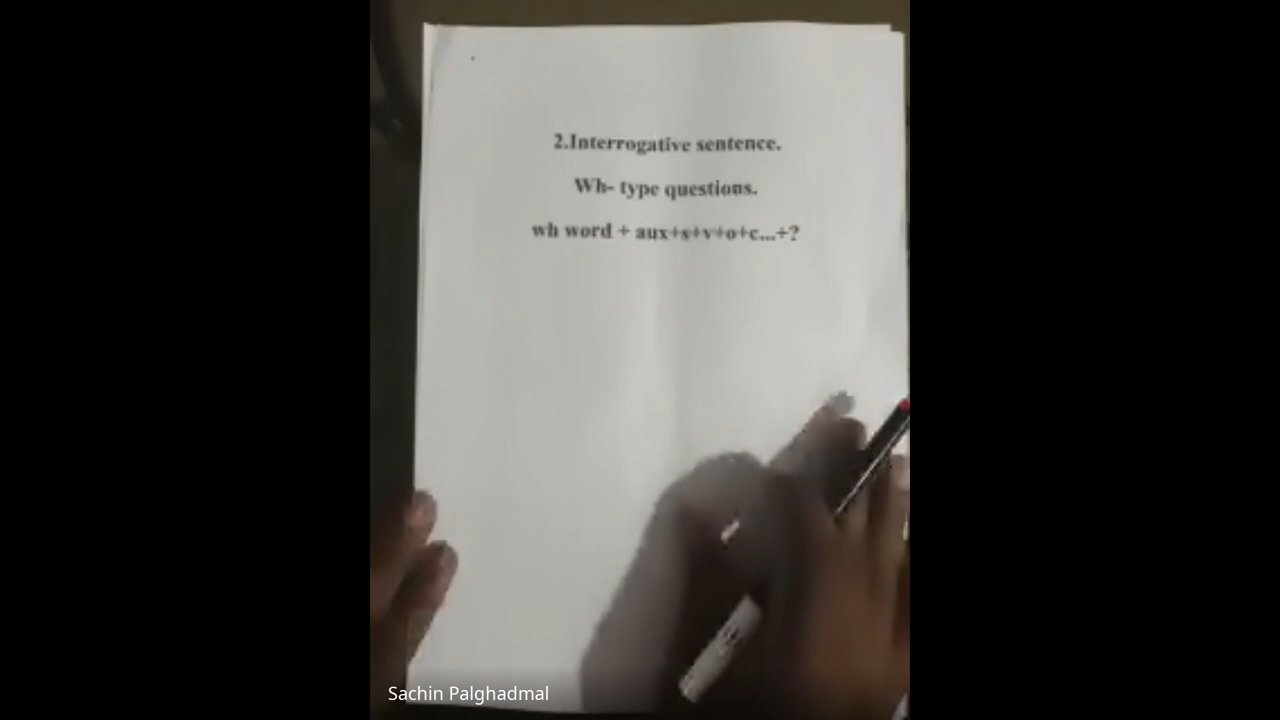 2.Interrogative sentence.
Wh- type questions.
wh word + aux+s+v+o+c...+?
Sachin Palghadmal